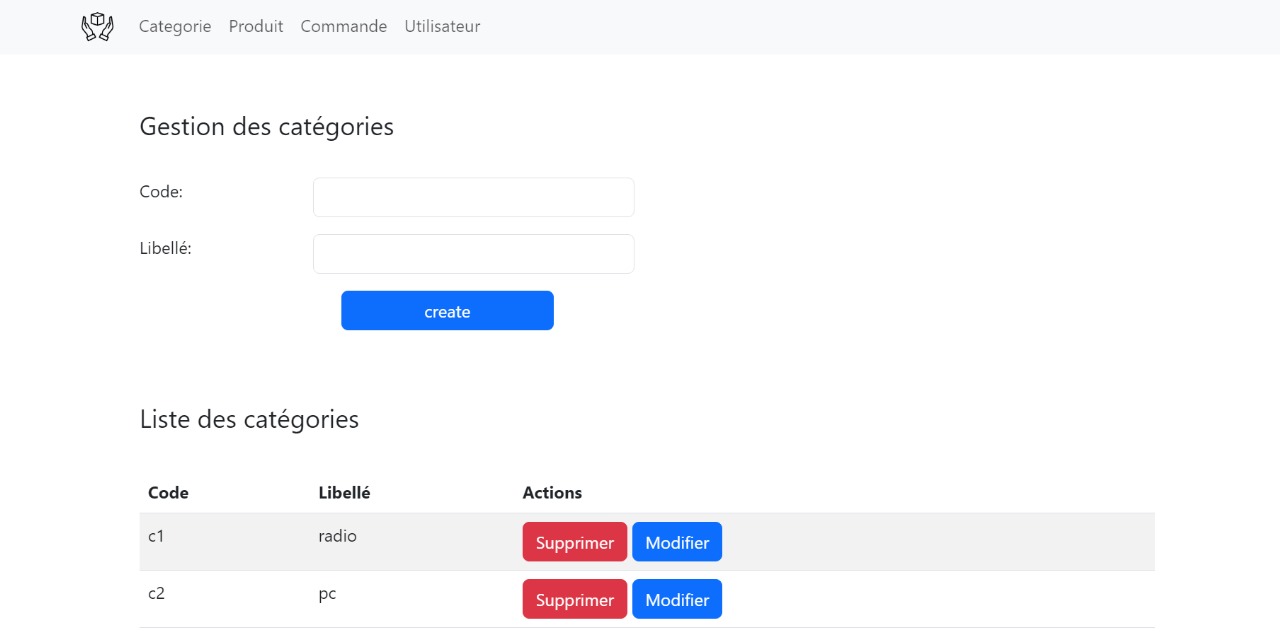 Categorie Produit Commande Utilisateur
Gestion des catégories
Code:
Libellé:
create
Liste des catégories
Code Libellé Actions
c1 radio Supprimer Modifier
c2 pc Supprimer Modifier